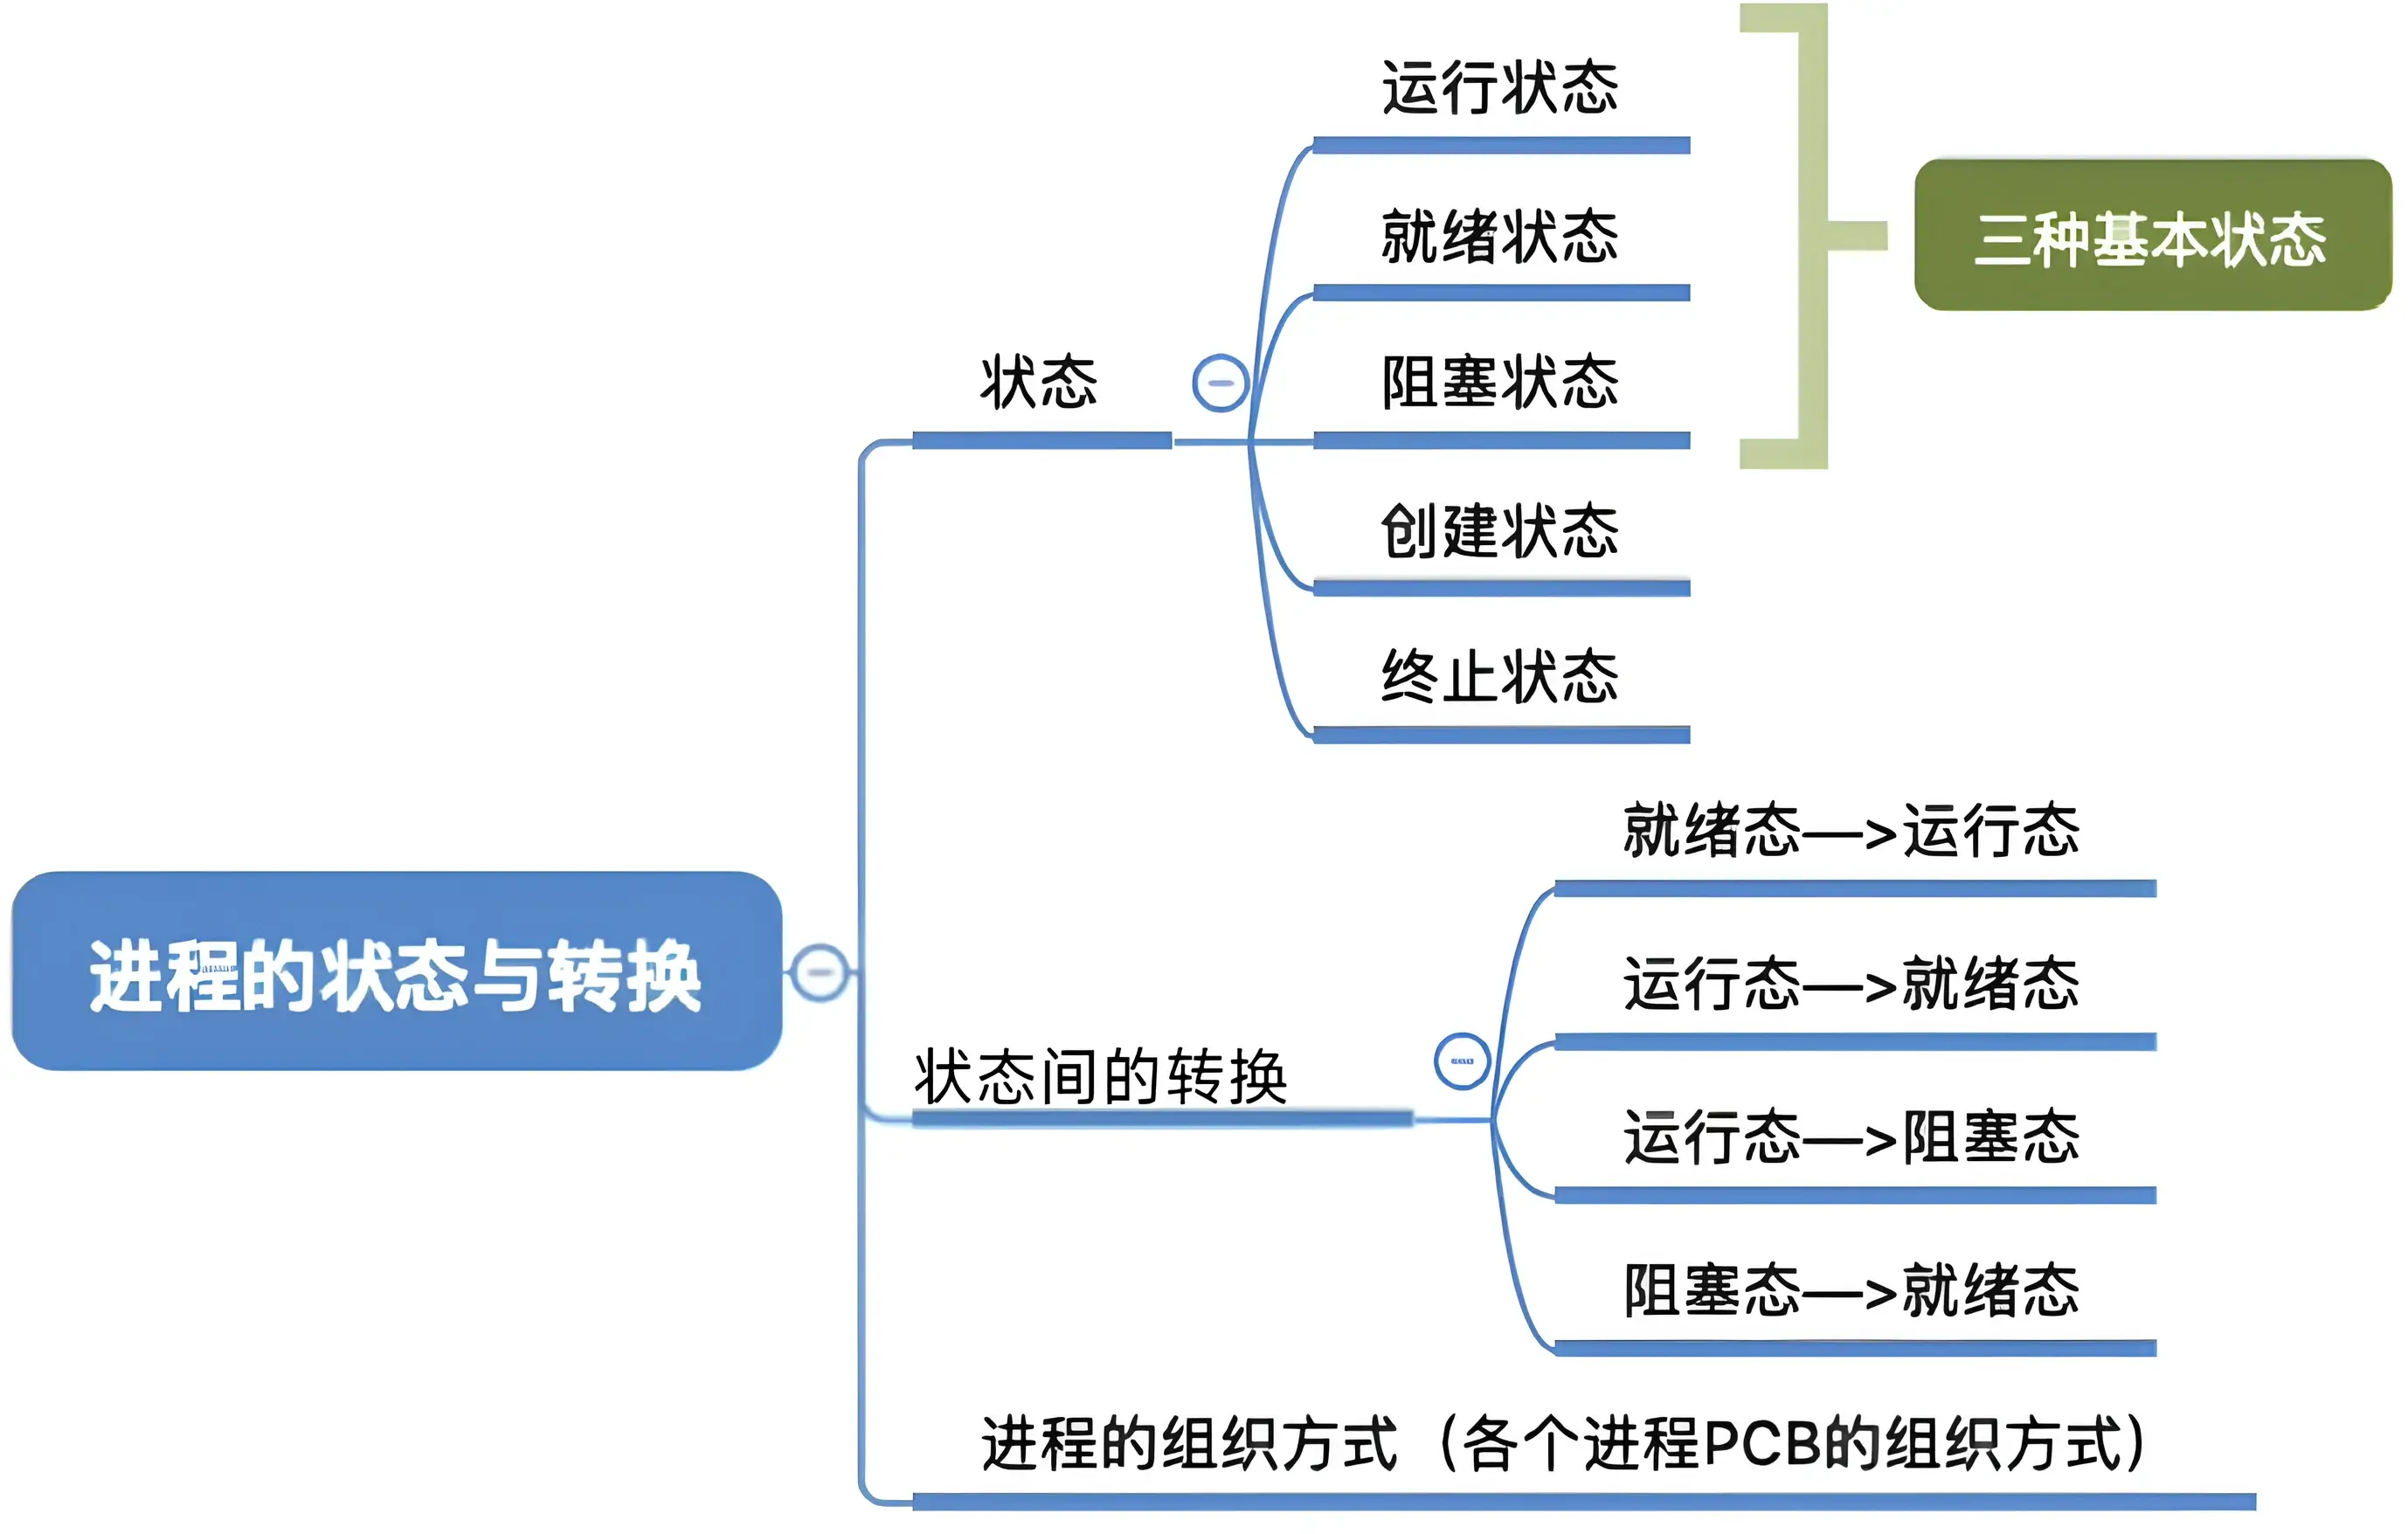 运行状态
就绪状态
三种基本状态
状态
阻塞状态
创建状态
终止状态
就绪态——>运行态
进程的状态与转换
运行态——>就绪态
状态间的转换
运行态——>阻塞态
阻塞态——>就绪态
进程的组织方式（各个进程PCB的组织方式）